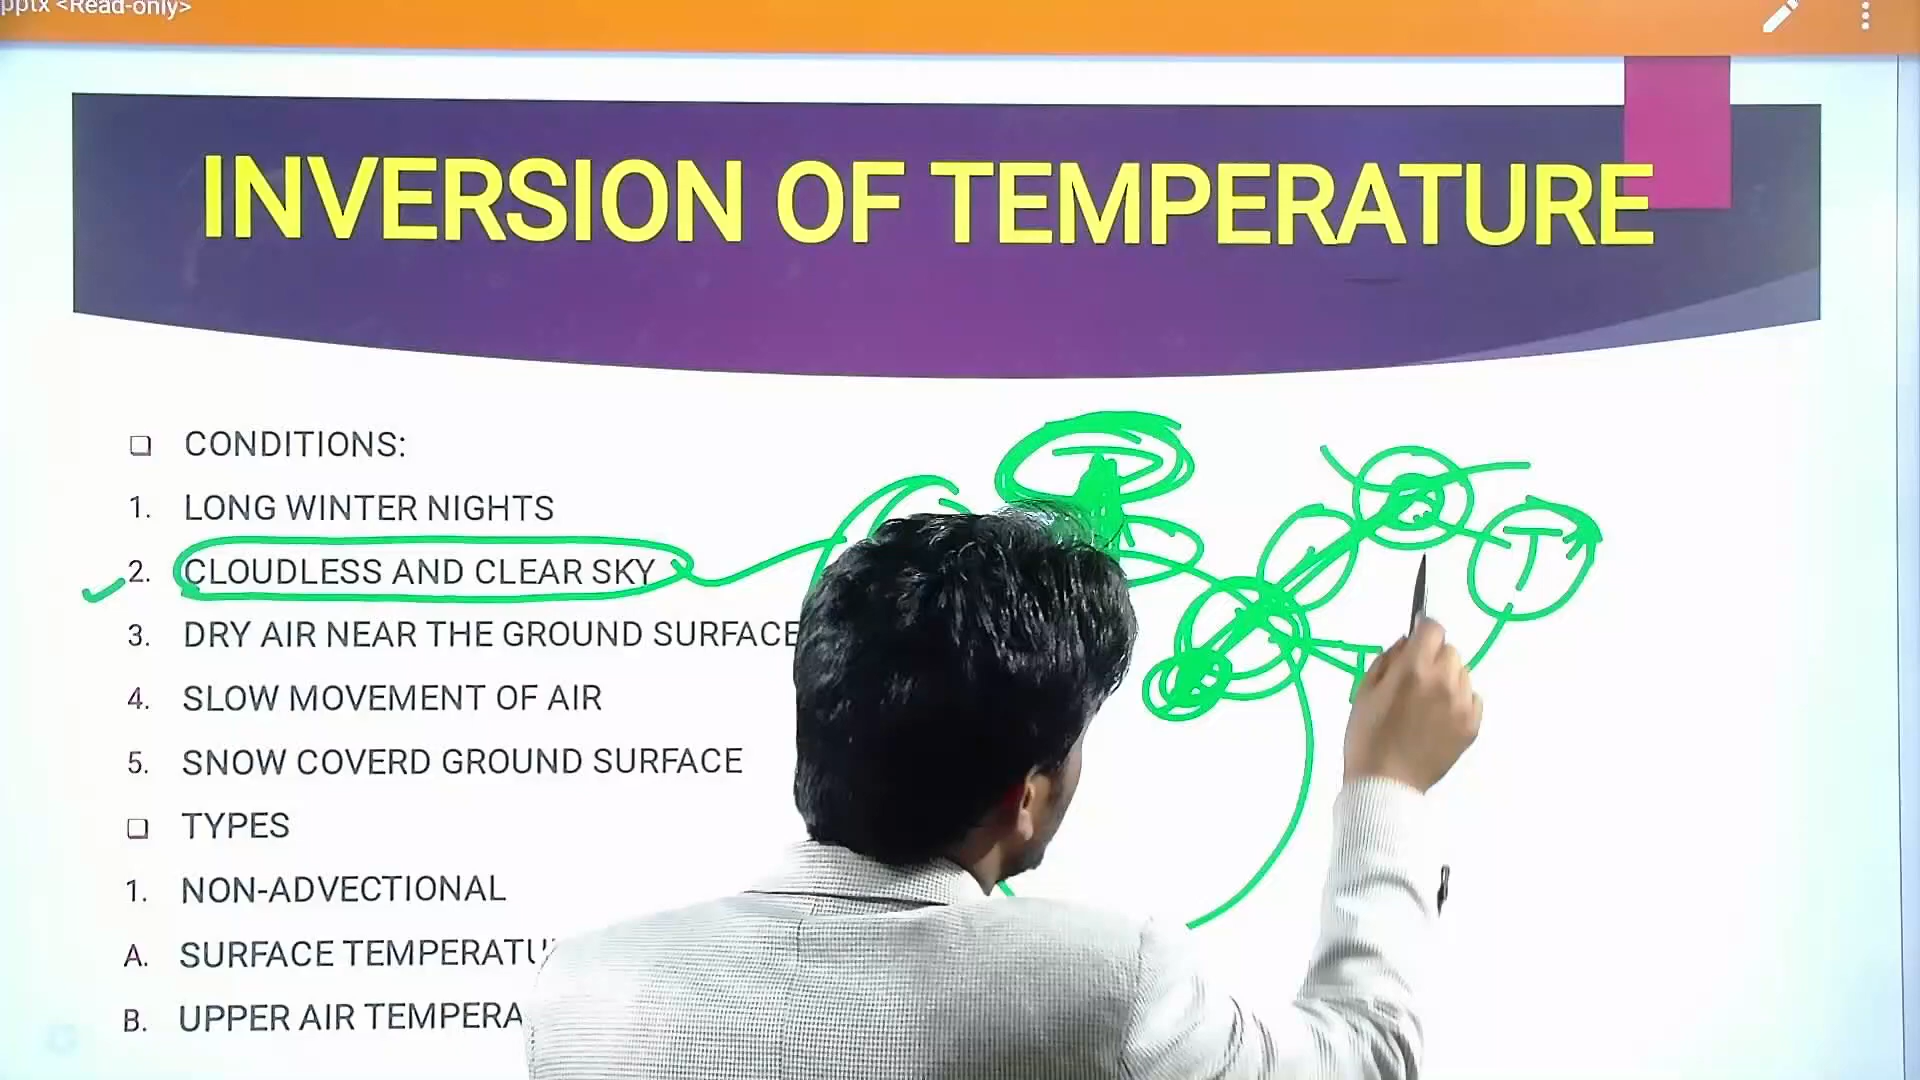 pptx <Read-only>
INVERSION OF TEMPERATURE
❑ CONDITIONS:
1. LONG WINTER NIGHTS
2. CLOUDLESS AND CLEAR SKY
3. DRY AIR NEAR THE GROUND SURFACE
4. SLOW MOVEMENT OF AIR
5. SNOW COVERD GROUND SURFACE
❑ TYPES
1. NON-ADVECTIONAL
A. SURFACE
B. UPPER AIR
T